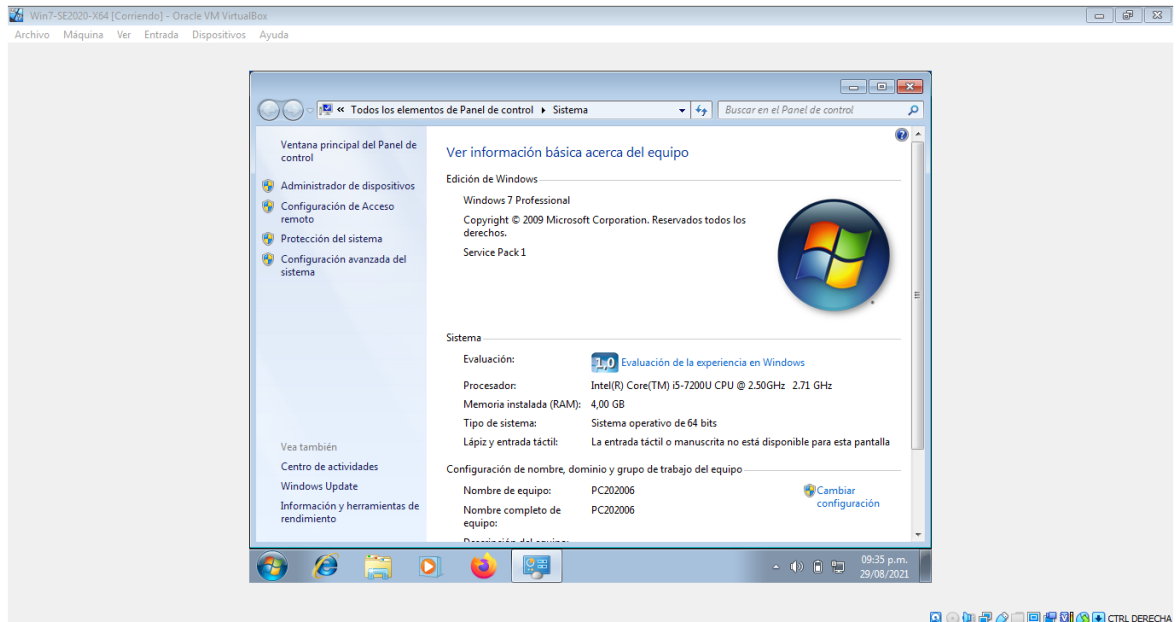 Win7-SE2020-X64 [Corriendo] - Oracle VM VirtualBox
Archivo Máquina Ver Entrada Dispositivos Ayuda
« Todos los elementos de Panel de control Sistema
Buscar en el Panel de control
Ventana principal del Panel de
control
Administrador de dispositivos
Configuración de Acceso
remoto
Protección del sistema
Configuración avanzada del
sistema
Vea también
Centro de actividades
Windows Update
Información y herramientas de
rendimiento
Ver información básica acerca del equipo
Edición de Windows
Windows 7 Professional
Copyright © 2009 Microsoft Corporation. Reservados todos los
derechos.
Service Pack 1
Sistema
Evaluación: 1,0 Evaluación de la experiencia en Windows
Procesador: Intel(R) Core(TM) i5-7200U CPU @ 2.50GHz 2.71 GHz
Memoria instalada (RAM): 4,00 GB
Tipo de sistema: Sistema operativo de 64 bits
Lápiz y entrada táctil: La entrada táctil o manuscrita no está disponible para esta pantalla
Configuración de nombre, dominio y grupo de trabajo del equipo
Nombre de equipo: PC202006
Cambiar
configuración
Nombre completo de
equipo:
PC202006
Descripción del equipo:
09:35 p.m.
29/08/2021
CTRL DERECHA